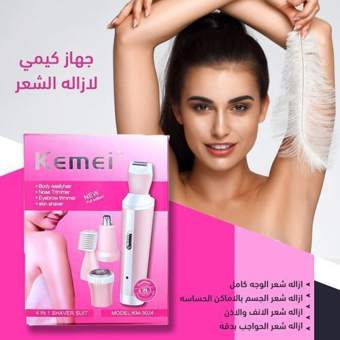 جهاز كيمي
لازاله الشعر
Kemei
• Body easilyhair
• Nose Trimmer
• Eyebrow trimmer
• skin shaver
NEW
4 IN 1 SHAVER SUIT
MODEL:KM-3024
ازاله شعر الوجه كامل
ازاله شعر الجسم بالاماكن الحساسه
ازاله شعر الانف والاذن
ازاله شعر الحواجب بدقه